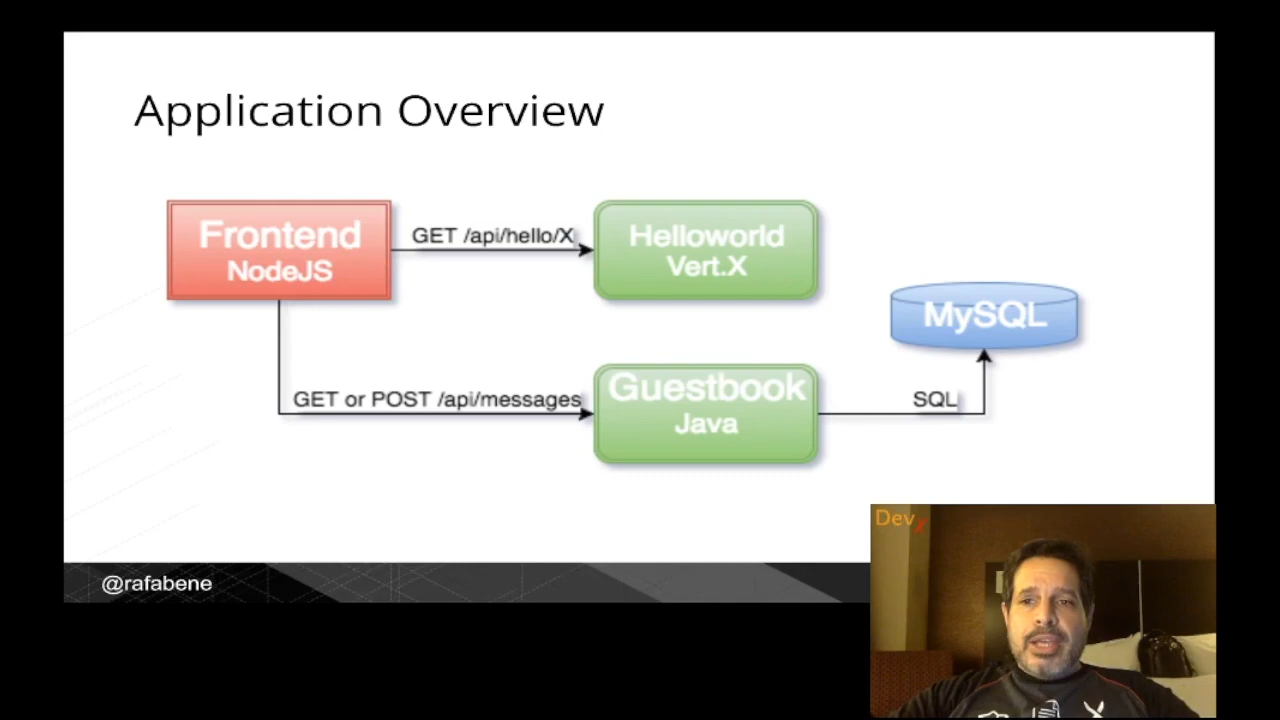 Application Overview
Frontend
NodeJS
GET /api/hello/X
Helloworld
Vert.X
MySQL
GET or POST /api/messages
Guestbook
Java
SQL
@rafabene
Dev